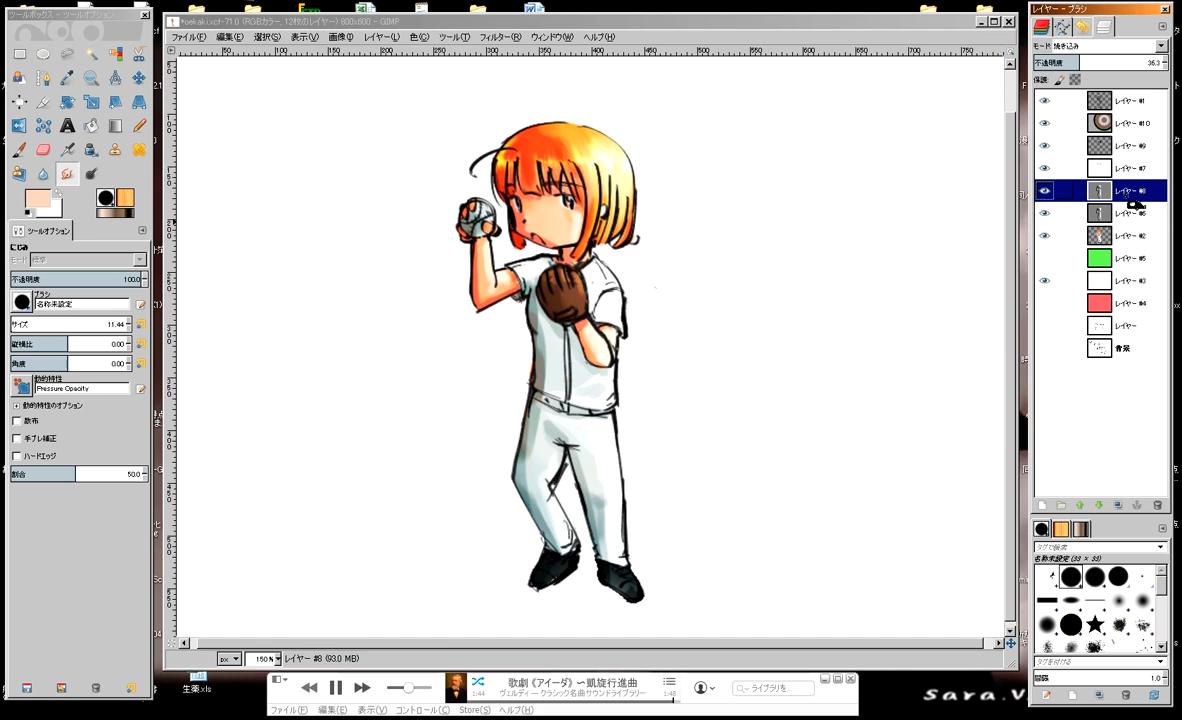 ツールボックス - ツールオプション
*oekaki.xcf-71.0 (RGBカラー, 12枚のレイヤー) 800x600 – GIMP
ファイル(F) 編集(E) 選択(S) 表示(V) 画像(I) レイヤー(L) 色(C) ツール(T) フィルター(R) ウィンドウ(W) ヘルプ(H)
ツールオプション
にじみ
モード: 標準
不透明度 100.0
ブラシ
名称未設定
サイズ 11.44
縦横比 0.00
角度 0.00
動的特性
Pressure Opacity
動的特性のオプション
散布
手ブレ補正
ハードエッジ
割合 50.0
px 150% レイヤー #8 (93.0 MB)
レイヤー - ブラシ
モード: 焼き込み
不透明度 36.3
保護:
レイヤー #1
レイヤー #10
レイヤー #9
レイヤー #7
レイヤー #8
レイヤー #6
レイヤー #2
レイヤー #5
レイヤー #3
レイヤー #4
レイヤー
背景
タグで検索
名称未設定 (33 × 33)
タグを付ける
間隔 1.0
生薬.xls
歌劇《アイーダ》〜凱旋行進曲
ヴェルディ — クラシック名曲サウンドライブラリー
1:44
1:48
ライブラリを
ファイル(F) 編集(E) 表示(V) コントロール(C) Store(S) ヘルプ(H)
Sara.V